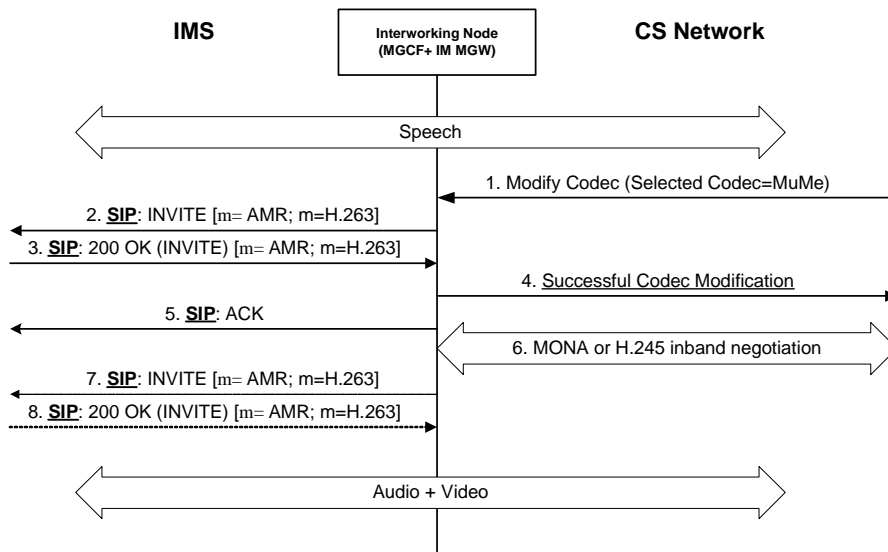 IMS
Interworking Node
(MGCF+ IM MGW)
CS Network
Speech
1. Modify Codec (Selected Codec=MuMe)
2. SIP: INVITE [m= AMR; m=H.263]
3. SIP: 200 OK (INVITE) [m= AMR; m=H.263]
4. Successful Codec Modification
5. SIP: ACK
6. MONA or H.245 inband negotiation
7. SIP: INVITE [m= AMR; m=H.263]
8. SIP: 200 OK (INVITE) [m= AMR; m=H.263]
Audio + Video